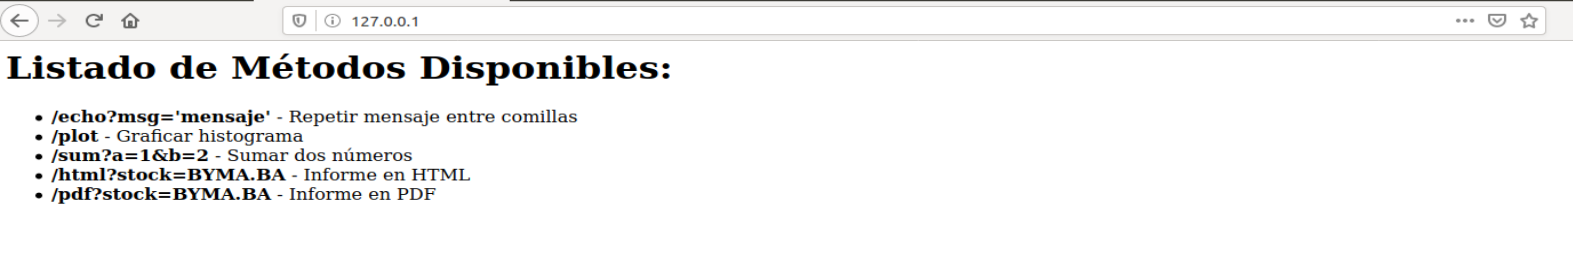 127.0.0.1
Listado de Métodos Disponibles:
/echo?msg='mensaje' - Repetir mensaje entre comillas
/plot - Graficar histograma
/sum?a=1&b=2 - Sumar dos números
/html?stock=BYMA.BA - Informe en HTML
/pdf?stock=BYMA.BA - Informe en PDF